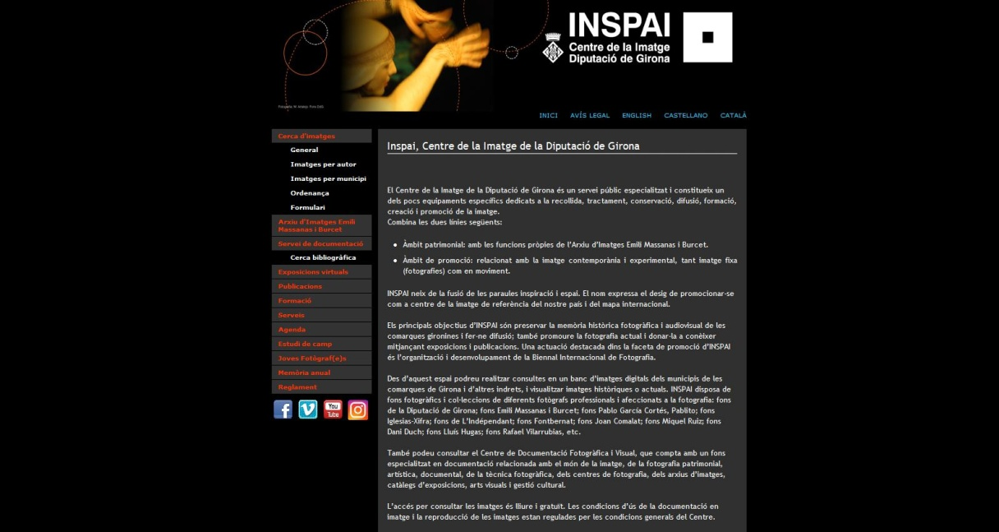 INSPAI
Centre de la Imatge
Diputació de Girona
INICI AVÍS LEGAL ENGLISH CASTELLANO CATALÀ
Cerca d'imatges
General
Imatges per autor
Imatges per municipi
Ordenança
Formulari
Arxiu d'Imatges Emili
Massanas i Burcet
Servei de documentació
Cerca bibliogràfica
Exposicions virtuals
Publicacions
Formació
Serveis
Agenda
Estudi de camp
Joves Fotògraf(e)s
Memòria anual
Reglament
You
Tube
Inspai, Centre de la Imatge de la Diputació de Girona
El Centre de la Imatge de la Diputació de Girona és un servei públic especialitzat i constitueix un
dels pocs equipaments específics dedicats a la recollida, tractament, conservació, difusió, formació,
creació i promoció de la imatge.
Combina les dues línies següents:
• Àmbit patrimonial: amb les funcions pròpies de l'Arxiu d'Imatges Emili Massanas i Burcet.
• Àmbit de promoció: relacionat amb la imatge contemporània i experimental, tant imatge fixa
(fotografies) com en moviment.
INSPAI neix de la fusió de les paraules inspiració i espai. El nom expressa el desig de promocionar-se
com a centre de la imatge de referència del nostre país i del mapa internacional.
Els principals objectius d'INSPAI són preservar la memòria històrica fotogràfica i audiovisual de les
comarques gironines i fer-ne difusió; també promoure la fotografia actual i donar-la a conèixer
mitjançant exposicions i publicacions. Una actuació destacada dins la faceta de promoció d'INSPAI
és l'organització i desenvolupament de la Biennal Internacional de Fotografia.
Des d'aquest espai podreu realitzar consultes en un banc d'imatges digitals dels municipis de les
comarques de Girona i d'altres indrets, i visualitzar imatges històriques o actuals. INSPAI disposa de
fons fotogràfics i col·leccions de diferents fotògrafs professionals i afeccionats a la fotografia: fons
de la Diputació de Girona; fons Emili Massanas i Burcet; fons Pablo García Cortés, Pablito; fons
Iglesias-Xifra; fons de L'Indépendant; fons Fontbernat; fons Joan Comalat; fons Miquel Ruiz; fons
Dani Duch; fons Lluís Hugas; fons Rafael Vilarrubias, etc.
També podeu consultar el Centre de Documentació Fotogràfica i Visual, que compta amb un fons
especialitzat en documentació relacionada amb el món de la imatge, de la fotografia patrimonial,
artística, documental, de la tècnica fotogràfica, dels centres de fotografia, dels arxius d'imatges,
catàlegs d'exposicions, arts visuals i gestió cultural.
L'accés per consultar les imatges és lliure i gratuït. Les condicions d'ús de la documentació en
imatge i la reproducció de les imatges estan regulades per les condicions generals del Centre.